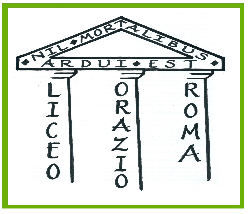 NIL • MORTALIBUS
• ARDUI • EST •
LICEO
ORAZIO
ROMA